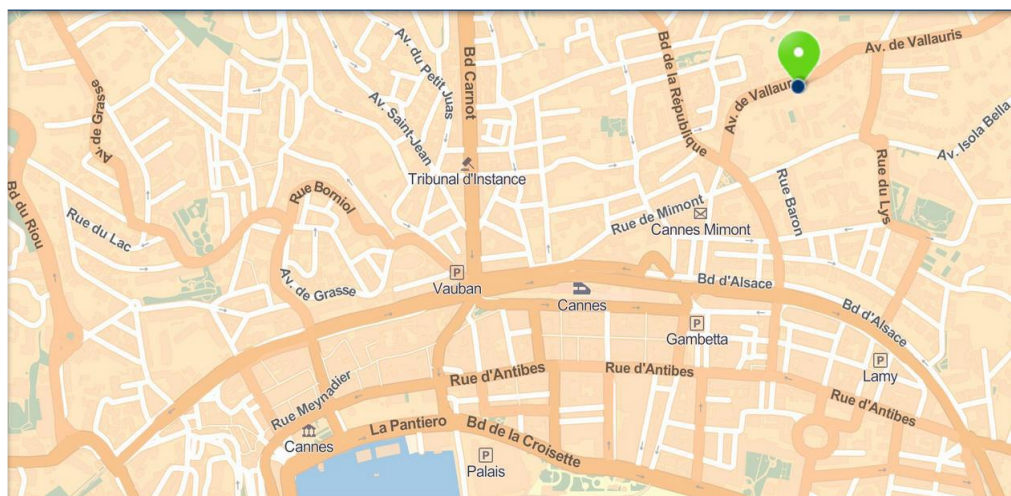 Av. de Vallauris
Av. du Petit Juas
Bd Carnot
Bd de la République
Av. de Vallauris
Av. de Grasse
Av. Saint-Jean
Av. Isola Bella
Tribunal d'Instance
Rue Borniol
Rue Baron
Rue du Lys
Bd du Riou
Rue du Lac
Rue de Mimont
Cannes Mimont
P
Vauban
Av. de Grasse
Cannes
Bd d'Alsace
Bd d'Alsace
P
Gambetta
P
Lamy
Rue d'Antibes
Rue d'Antibes
Rue d'Antibes
Rue Meynadier
Cannes
La Pantiero
Bd de la Croisette
P
Palais